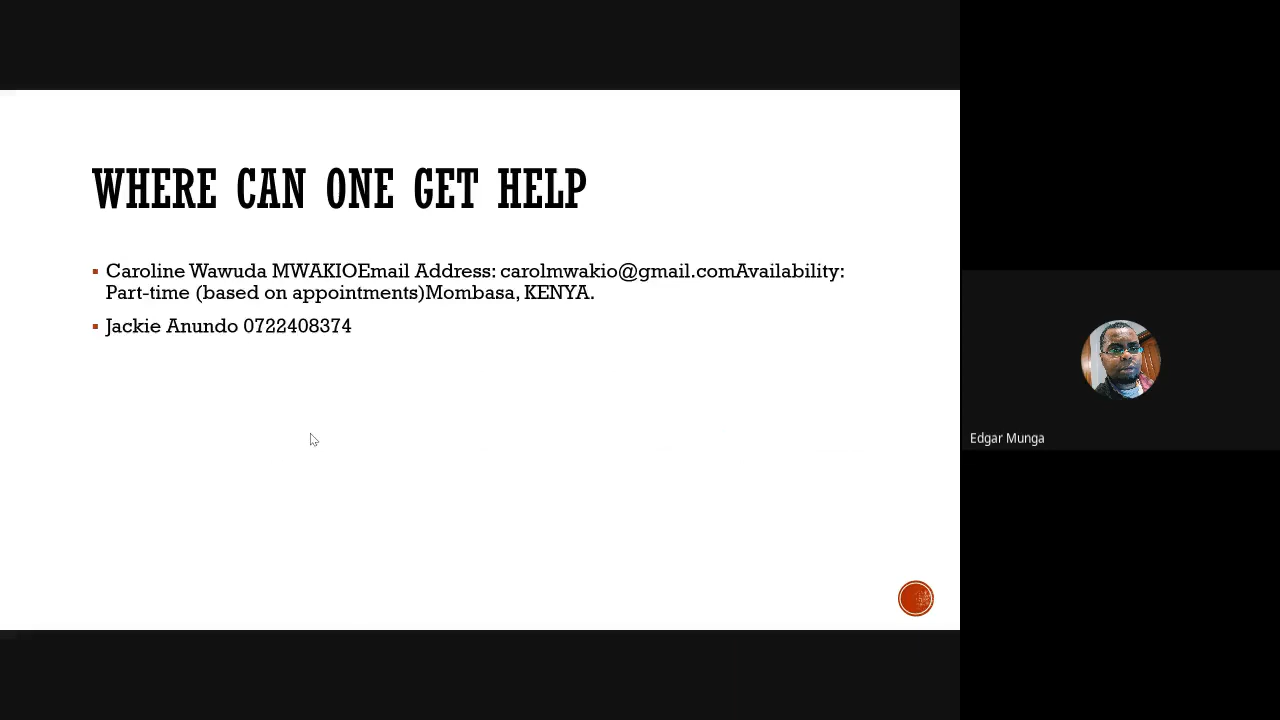 WHERE CAN ONE GET HELP
Caroline Wawuda MWAKIOEmail Address: carolmwakio@gmail.comAvailability:
Part-time (based on appointments)Mombasa, KENYA.
Jackie Anundo 0722408374
Edgar Munga